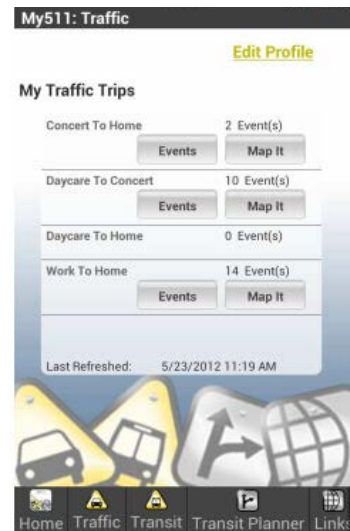 My511: Traffic
Edit Profile
My Traffic Trips
Concert To Home 2 Event(s)
Events Map It
Daycare To Concert 10 Event(s)
Events Map It
Daycare To Home 0 Event(s)
Work To Home 14 Event(s)
Events Map It
Last Refreshed: 5/23/2012 11:19 AM
Home Traffic Transit Transit Planner Link